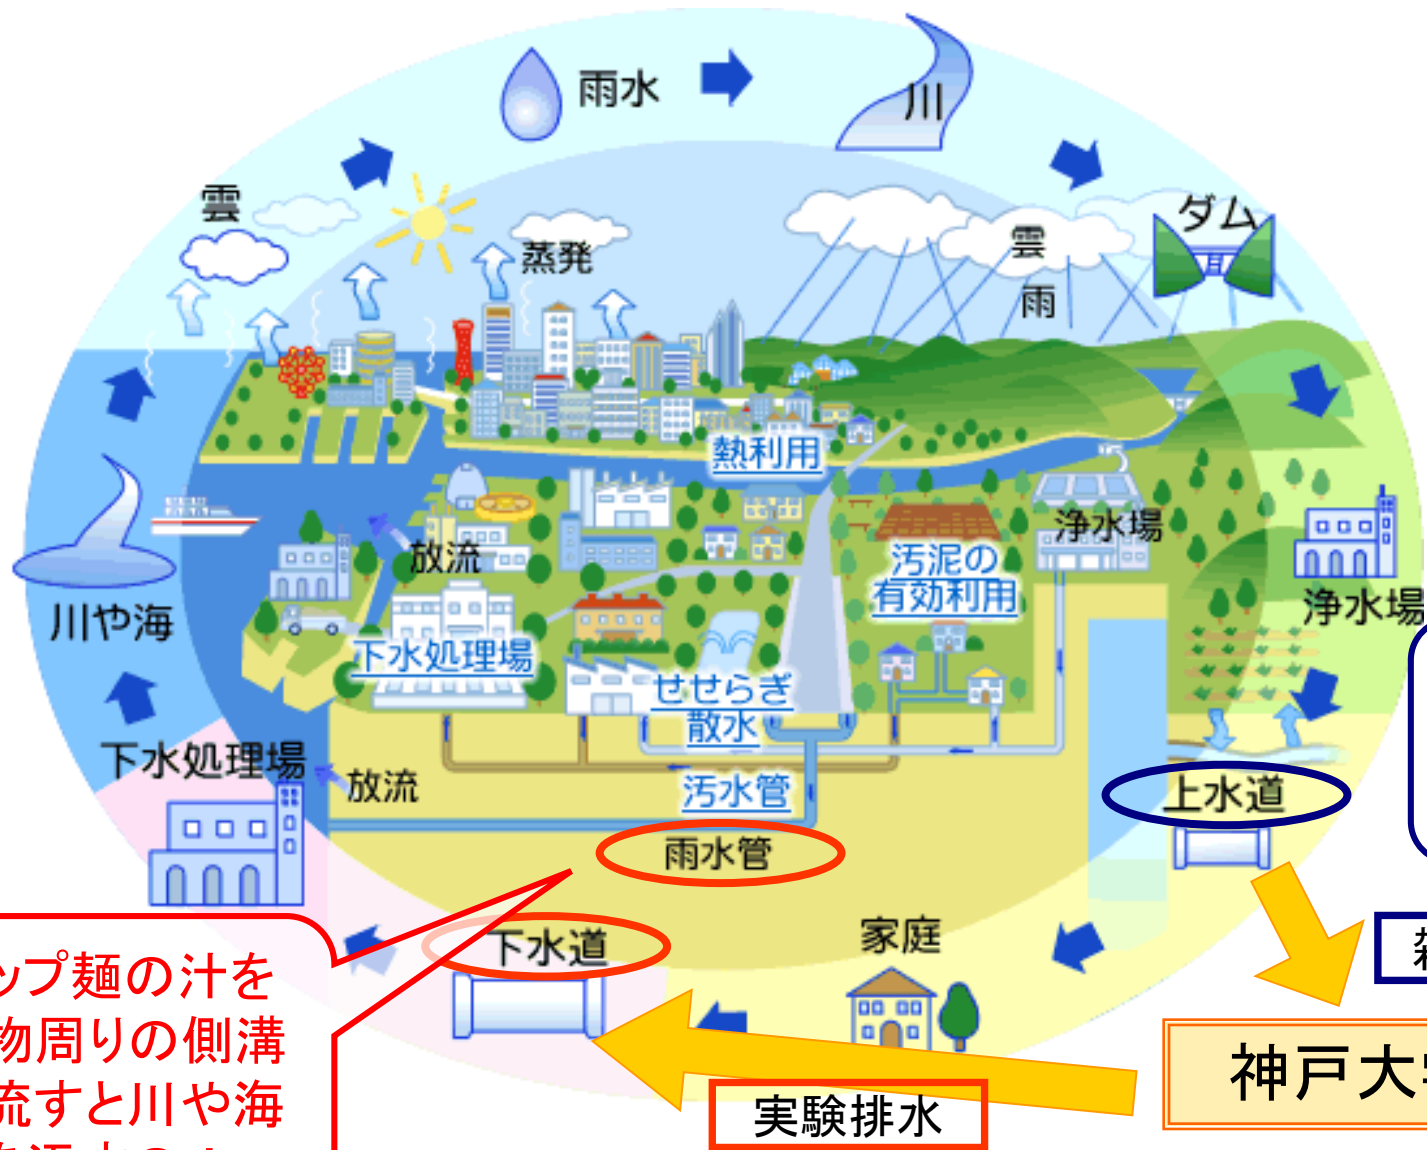 雨水
川
雲
蒸発
雲
雨
ダム
熱利用
浄水場
放流
汚泥の
有効利用
浄水場
川や海
下水処理場
せせらぎ
散水
下水処理場
放流
汚水管
上水道
雨水管
下水道
家庭
ップ麺の汁を
物周りの側溝
流すと川や海
神戸大
実験排水